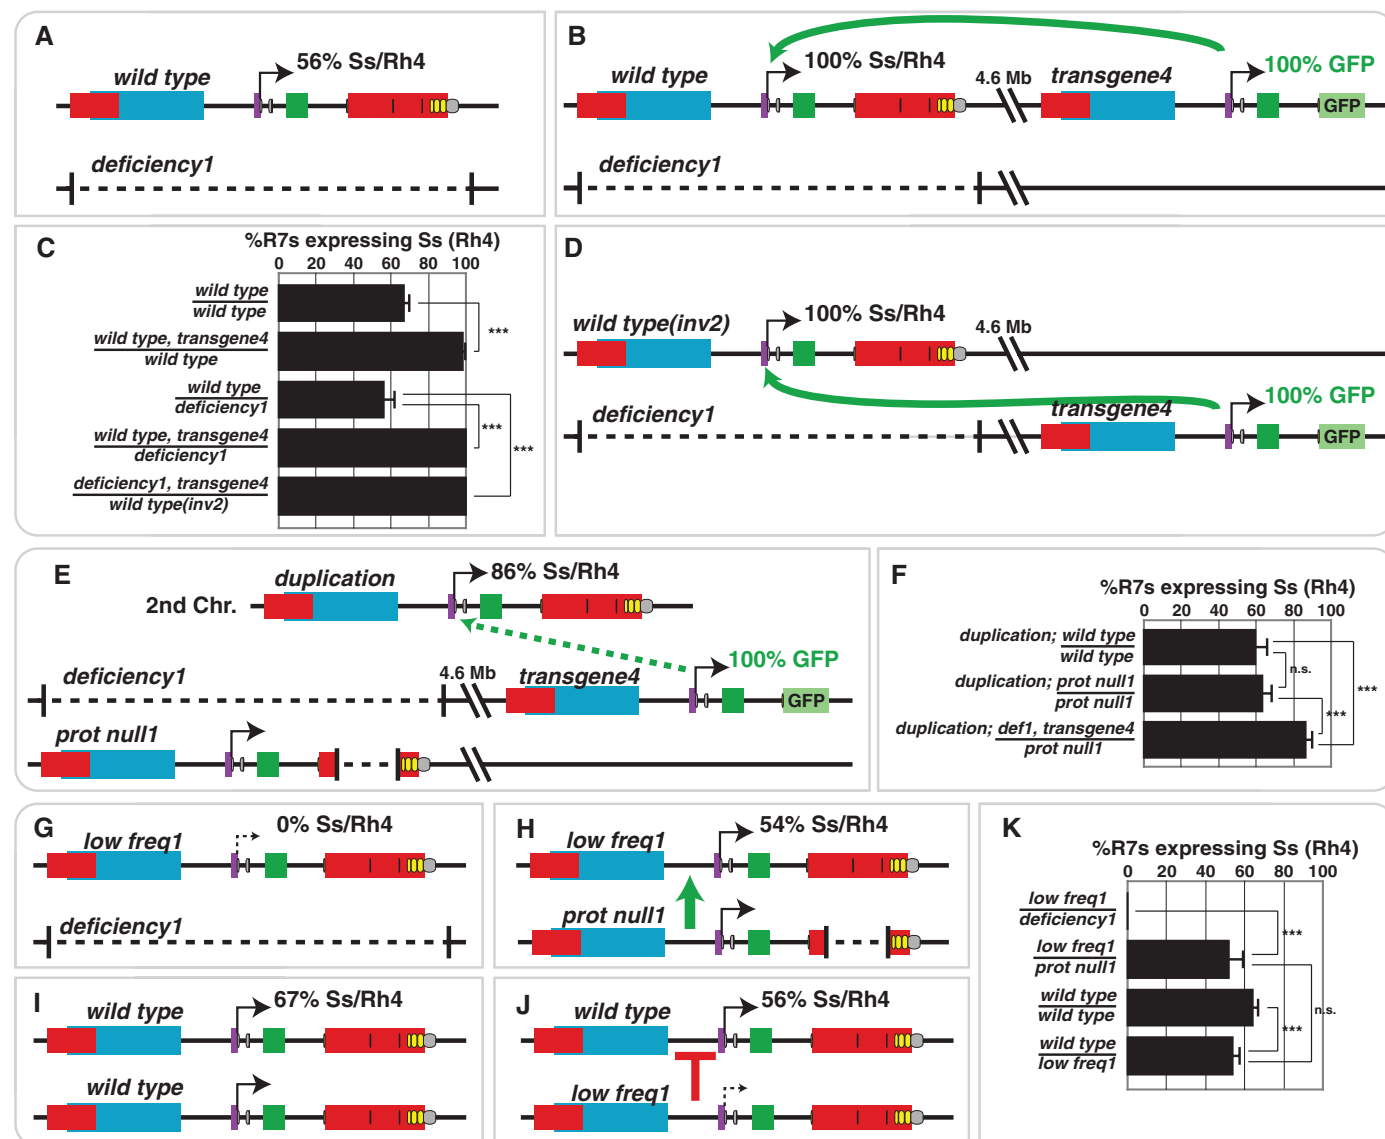 A
wild type
56% Ss/Rh4
deficiency1
B
wild type
100% Ss/Rh4
4.6 Mb
transgene4
100% GFP
GFP
deficiency1
C
%R7s expressing Ss (Rh4)
0 20 40 60 80 100
wild type
wild type
***
wild type, transgene4
wild type
wild type
deficiency1
***
wild type, transgene4
deficiency1
***
deficiency1, transgene4
wild type(inv2)
D
wild type(inv2)
100% Ss/Rh4
4.6 Mb
deficiency1
transgene4
100% GFP
GFP
E
2nd Chr.
duplication
86% Ss/Rh4
deficiency1
4.6 Mb
transgene4
100% GFP
GFP
prot null1
F
%R7s expressing Ss (Rh4)
0 20 40 60 80 100
duplication; wild type
wild type
n.s.
duplication; prot null1
prot null1
***
***
duplication; def1, transgene4
prot null1
G
low freq1
0% Ss/Rh4
deficiency1
H
low freq1
54% Ss/Rh4
prot null1
I
wild type
67% Ss/Rh4
wild type
J
wild type
56% Ss/Rh4
low freq1
K
%R7s expressing Ss (Rh4)
0 20 40 60 80 100
low freq1
deficiency1
***
low freq1
prot null1
wild type
wild type
n.s.
***
wild type
low freq1